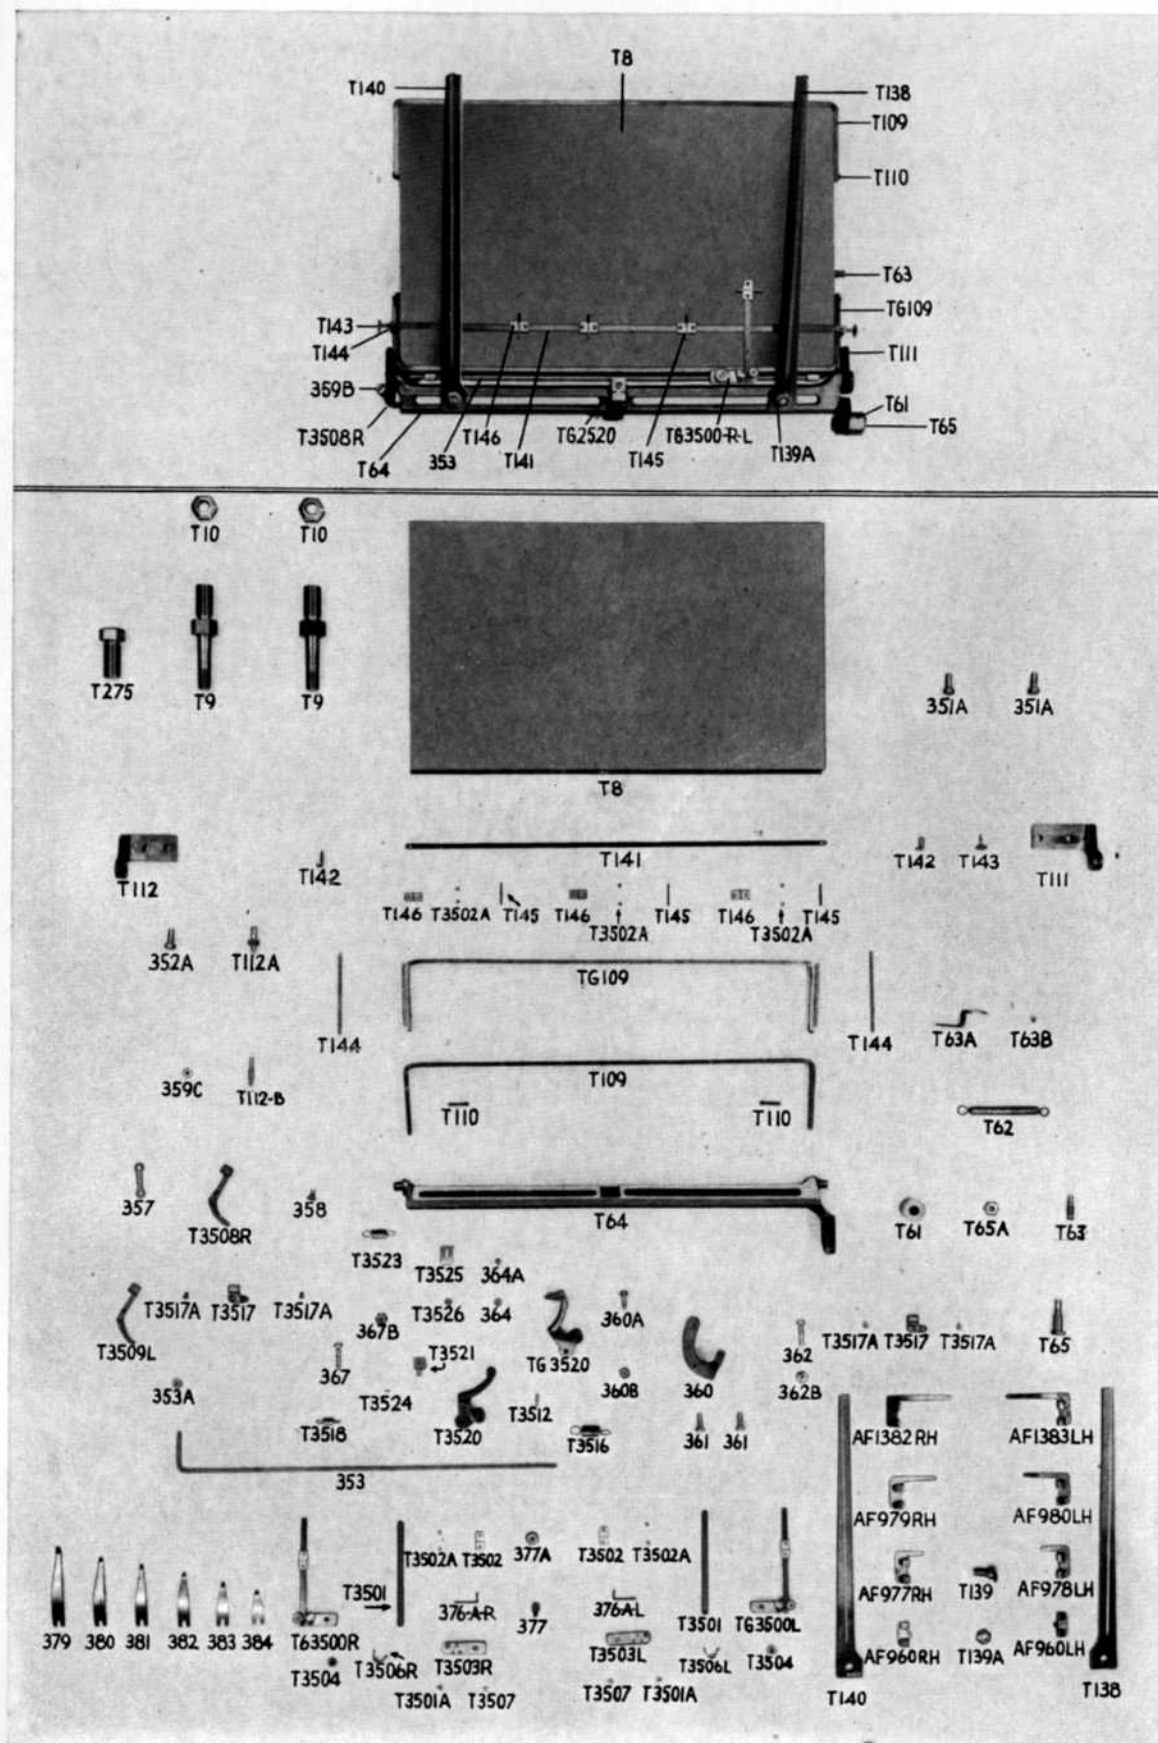 T8
T140
T138
T109
T110
T63
TG109
T143
T144
T111
359B
T61
T65
T3508R
T146
TG2520
TG3500-R-L
T139A
T64
353
T141
T145
T10 T10
T275 T9 T9
351A 351A
T8
T141
T112 T142 T142 T143 T111
T146 T3502A T145 T146 T3502A T145 T146 T3502A T145
352A T112A
TG109
T144 T144 T63A T63B
359C T112-B
T109
T110 T110
T62
357 T3508R 358
T64
T61 T65A T63
T3523 T3525 364A
T3517A T3517 T3517A 367B T3526 364 360A
T3509L 367 T3521 TG3520 362 T3517A T3517 T3517A T65
353A T3524 360B 360 362B
T3518 T3520 T3512 T3516 361 361
AF1382RH AF1383LH
353
AF979RH AF980LH
T3502A T3502 377A T3502 T3502A
AF977RH T139 AF978LH
379 380 381 382 383 384 TG3500R T3501 376-A-R 377 376-A-L T3501 TG3500L
T3504 T3506R T3503R T3503L T3506L T3504 AF960RH T139A AF960LH
T3501A T3507 T3507 T3501A
T140 T138